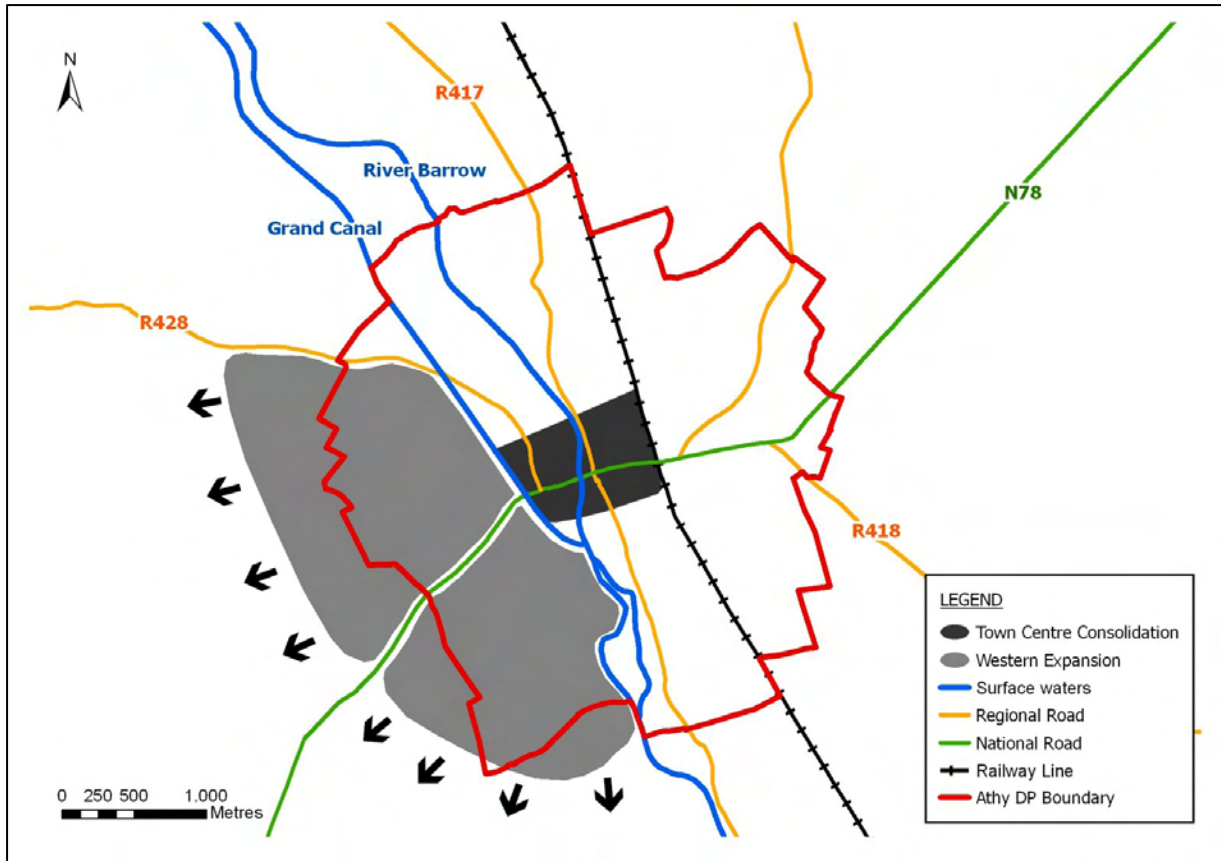 N
R417
River Barrow
N78
Grand Canal
R428
R418
LEGEND
Town Centre Consolidation
Western Expansion
Surface waters
Regional Road
National Road
Railway Line
Athy DP Boundary
0 250 500 1,000
Metres